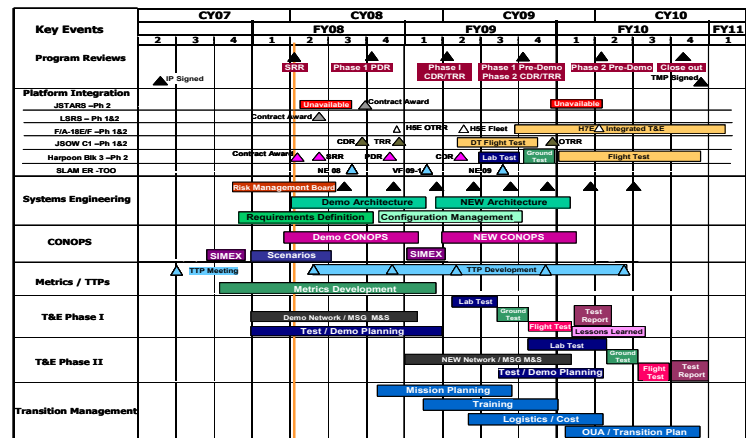 CY07 CY08 CY09 CY10
Key Events
FY08 FY09 FY10 FY11
2 3 4 1 2 3 4 1 2 3 4 1 2 3 4 1
Program Reviews
SRR Phase 1 PDR Phase I Phase 1 Pre-Demo Phase 2 Pre-Demo Close out
CDR/TRR Phase 2 CDR/TRR
IP Signed TMP Signed
Platform Integration
JSTARS –Ph 2 Unavailable Contract Award Unavailable
LSRS – Ph 1&2 Contract Award
F/A-18E/F –Ph 1&2 H5E OTRR H5E Fleet H7E Integrated T&E
JSOW C1 –Ph 1&2 CDR TRR DT Flight Test OTRR
Harpoon Blk 3 –Ph 2 Contract Award SRR PDR CDR Lab Test Ground Test Flight Test
SLAM ER -TOO NE 08 VF 09-1 NE 09
Systems Engineering
Risk Management Board
Demo Architecture NEW Architecture
Requirements Definition Configuration Management
CONOPS
Demo CONOPS NEW CONOPS
SIMEX Scenarios SIMEX
Metrics / TTPs
TTP Meeting TTP Development
Metrics Development
T&E Phase I
Lab Test
Demo Network / MSG M&S Ground Test Test Report
Flight Test
Test / Demo Planning Lessons Learned
T&E Phase II
Lab Test
NEW Network / MSG M&S Ground Test
Test / Demo Planning Flight Test Test Report
Transition Management
Mission Planning
Training
Logistics / Cost
OUA / Transition Plan